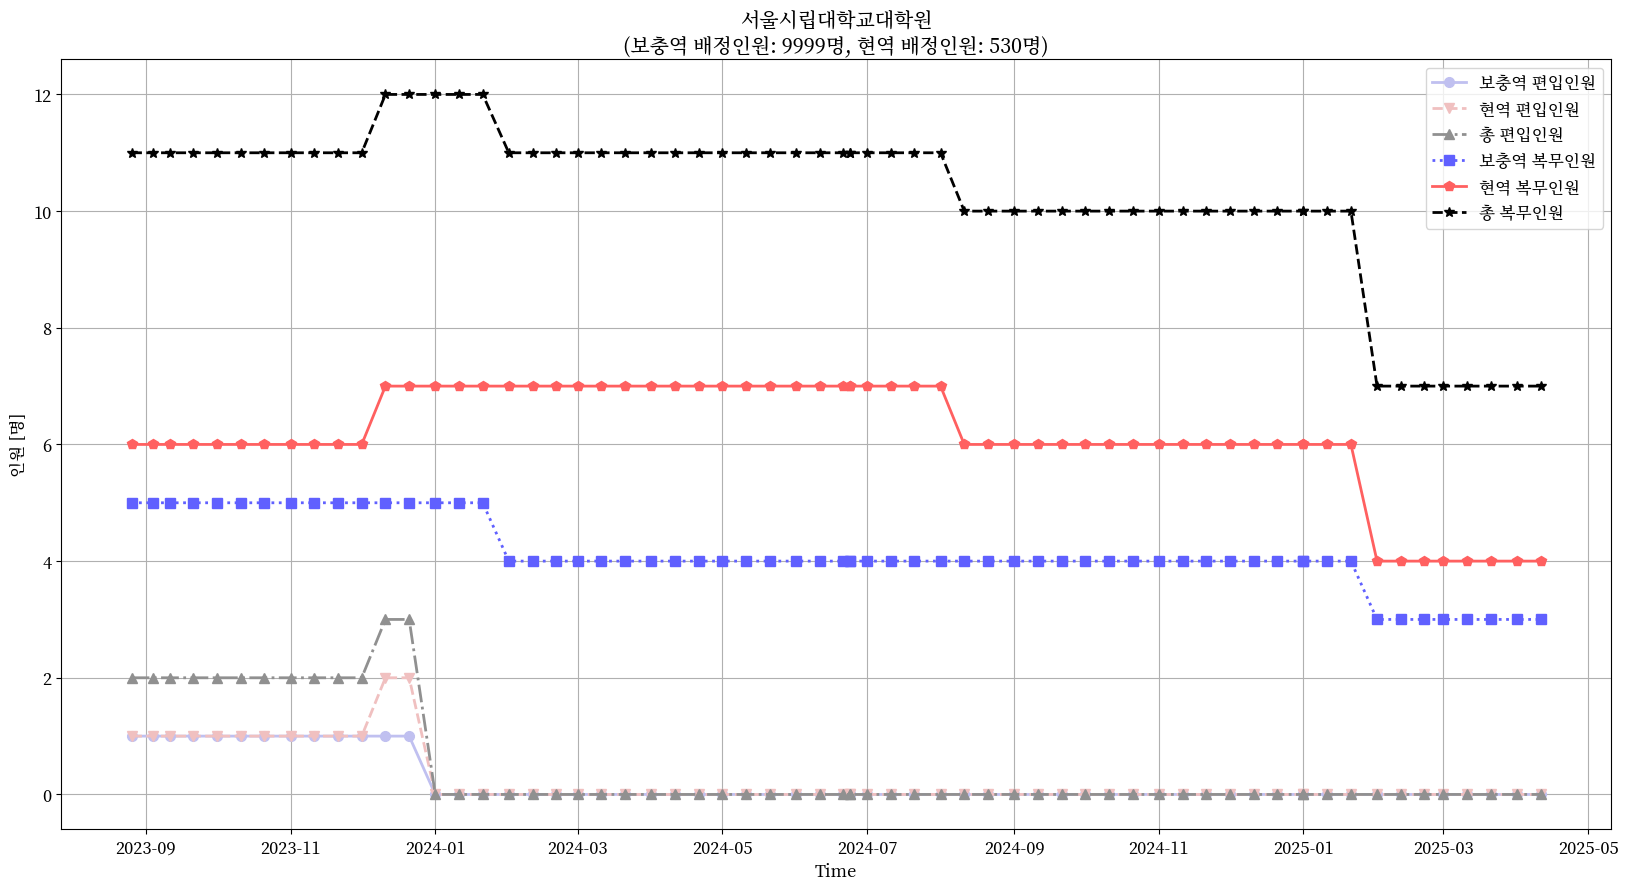 서울시립대학교대학원
(보충역 배정인원: 9999명, 현역 배정인원: 530명)
보충역 편입인원
현역 편입인원
총 편입인원
보충역 복무인원
현역 복무인원
총 복무인원
인원 [명]
12
10
8
6
4
2
0
2023-09 2023-11 2024-01 2024-03 2024-05 2024-07 2024-09 2024-11 2025-01 2025-03 2025-05
Time